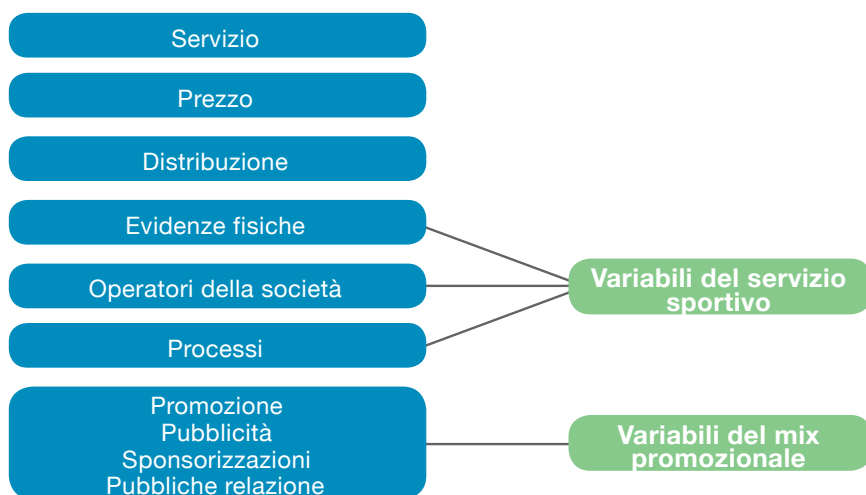 Servizio
Prezzo
Distribuzione
Evidenze fisiche
Operatori della società
Variabili del servizio
sportivo
Processi
Promozione
Pubblicità
Sponsorizzazioni
Pubbliche relazione
Variabili del mix
promozionale